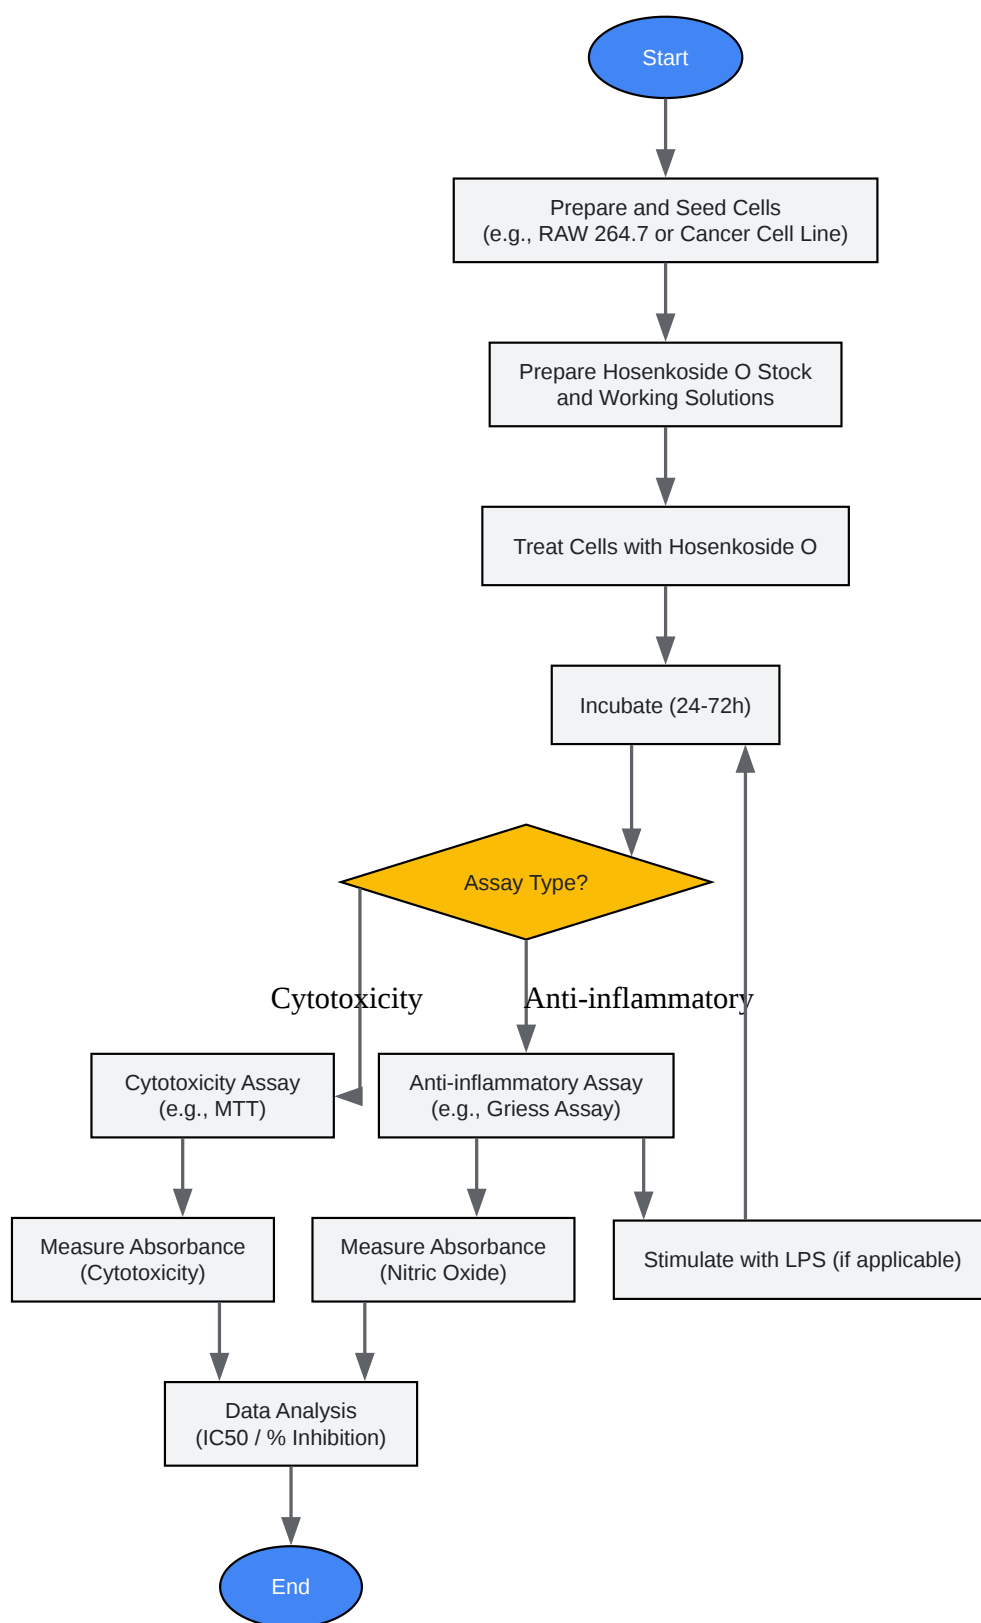 Start
Prepare and Seed Cells
(e.g., RAW 264.7 or Cancer Cell Line)
Prepare Hosenkoside O Stock
and Working Solutions
Treat Cells with Hosenkoside O
Incubate (24-72h)
Assay Type?
Cytotoxicity
Anti-inflammatory
Cytotoxicity Assay
(e.g., MTT)
Anti-inflammatory Assay
(e.g., Griess Assay)
Measure Absorbance
(Cytotoxicity)
Measure Absorbance
(Nitric Oxide)
Stimulate with LPS (if applicable)
Data Analysis
(IC50 / % Inhibition)
End